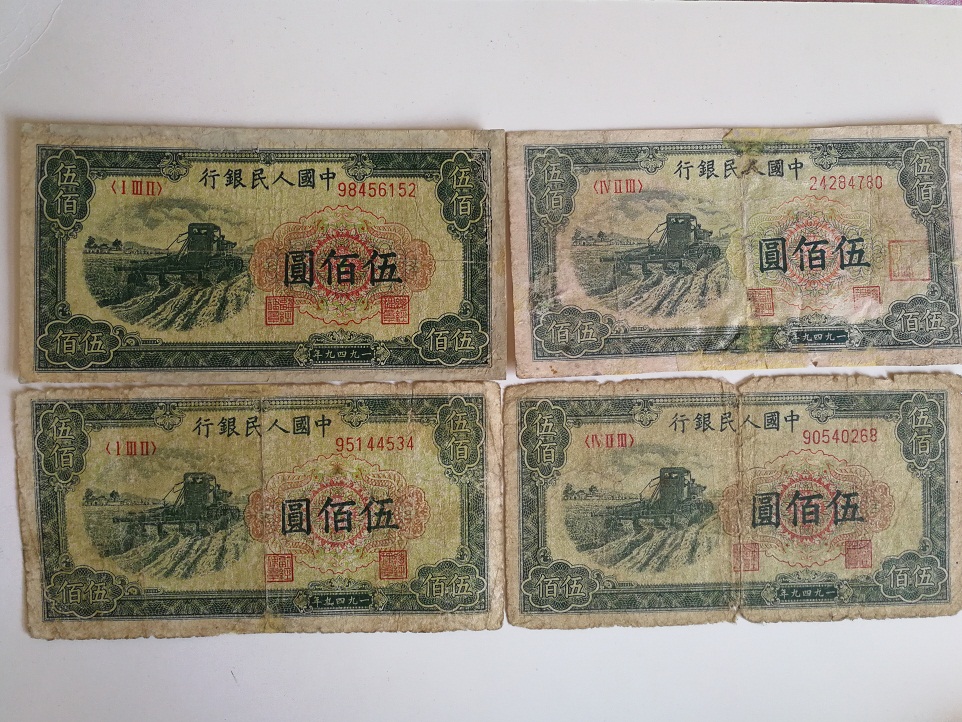 中國人民銀行
〈I III II〉
98456152
伍佰
伍佰
伍佰圓
伍佰
伍佰
一九四九年
中國人民銀行
〈IV II III〉
24284780
伍佰
伍佰
伍佰圓
伍佰
伍佰
一九四九年
中國人民銀行
〈I III II〉
95144534
伍佰
伍佰
伍佰圓
伍佰
伍佰
一九四九年
中國人民銀行
〈IV II III〉
90540268
伍佰
伍佰
伍佰圓
伍佰
伍佰
一九四九年